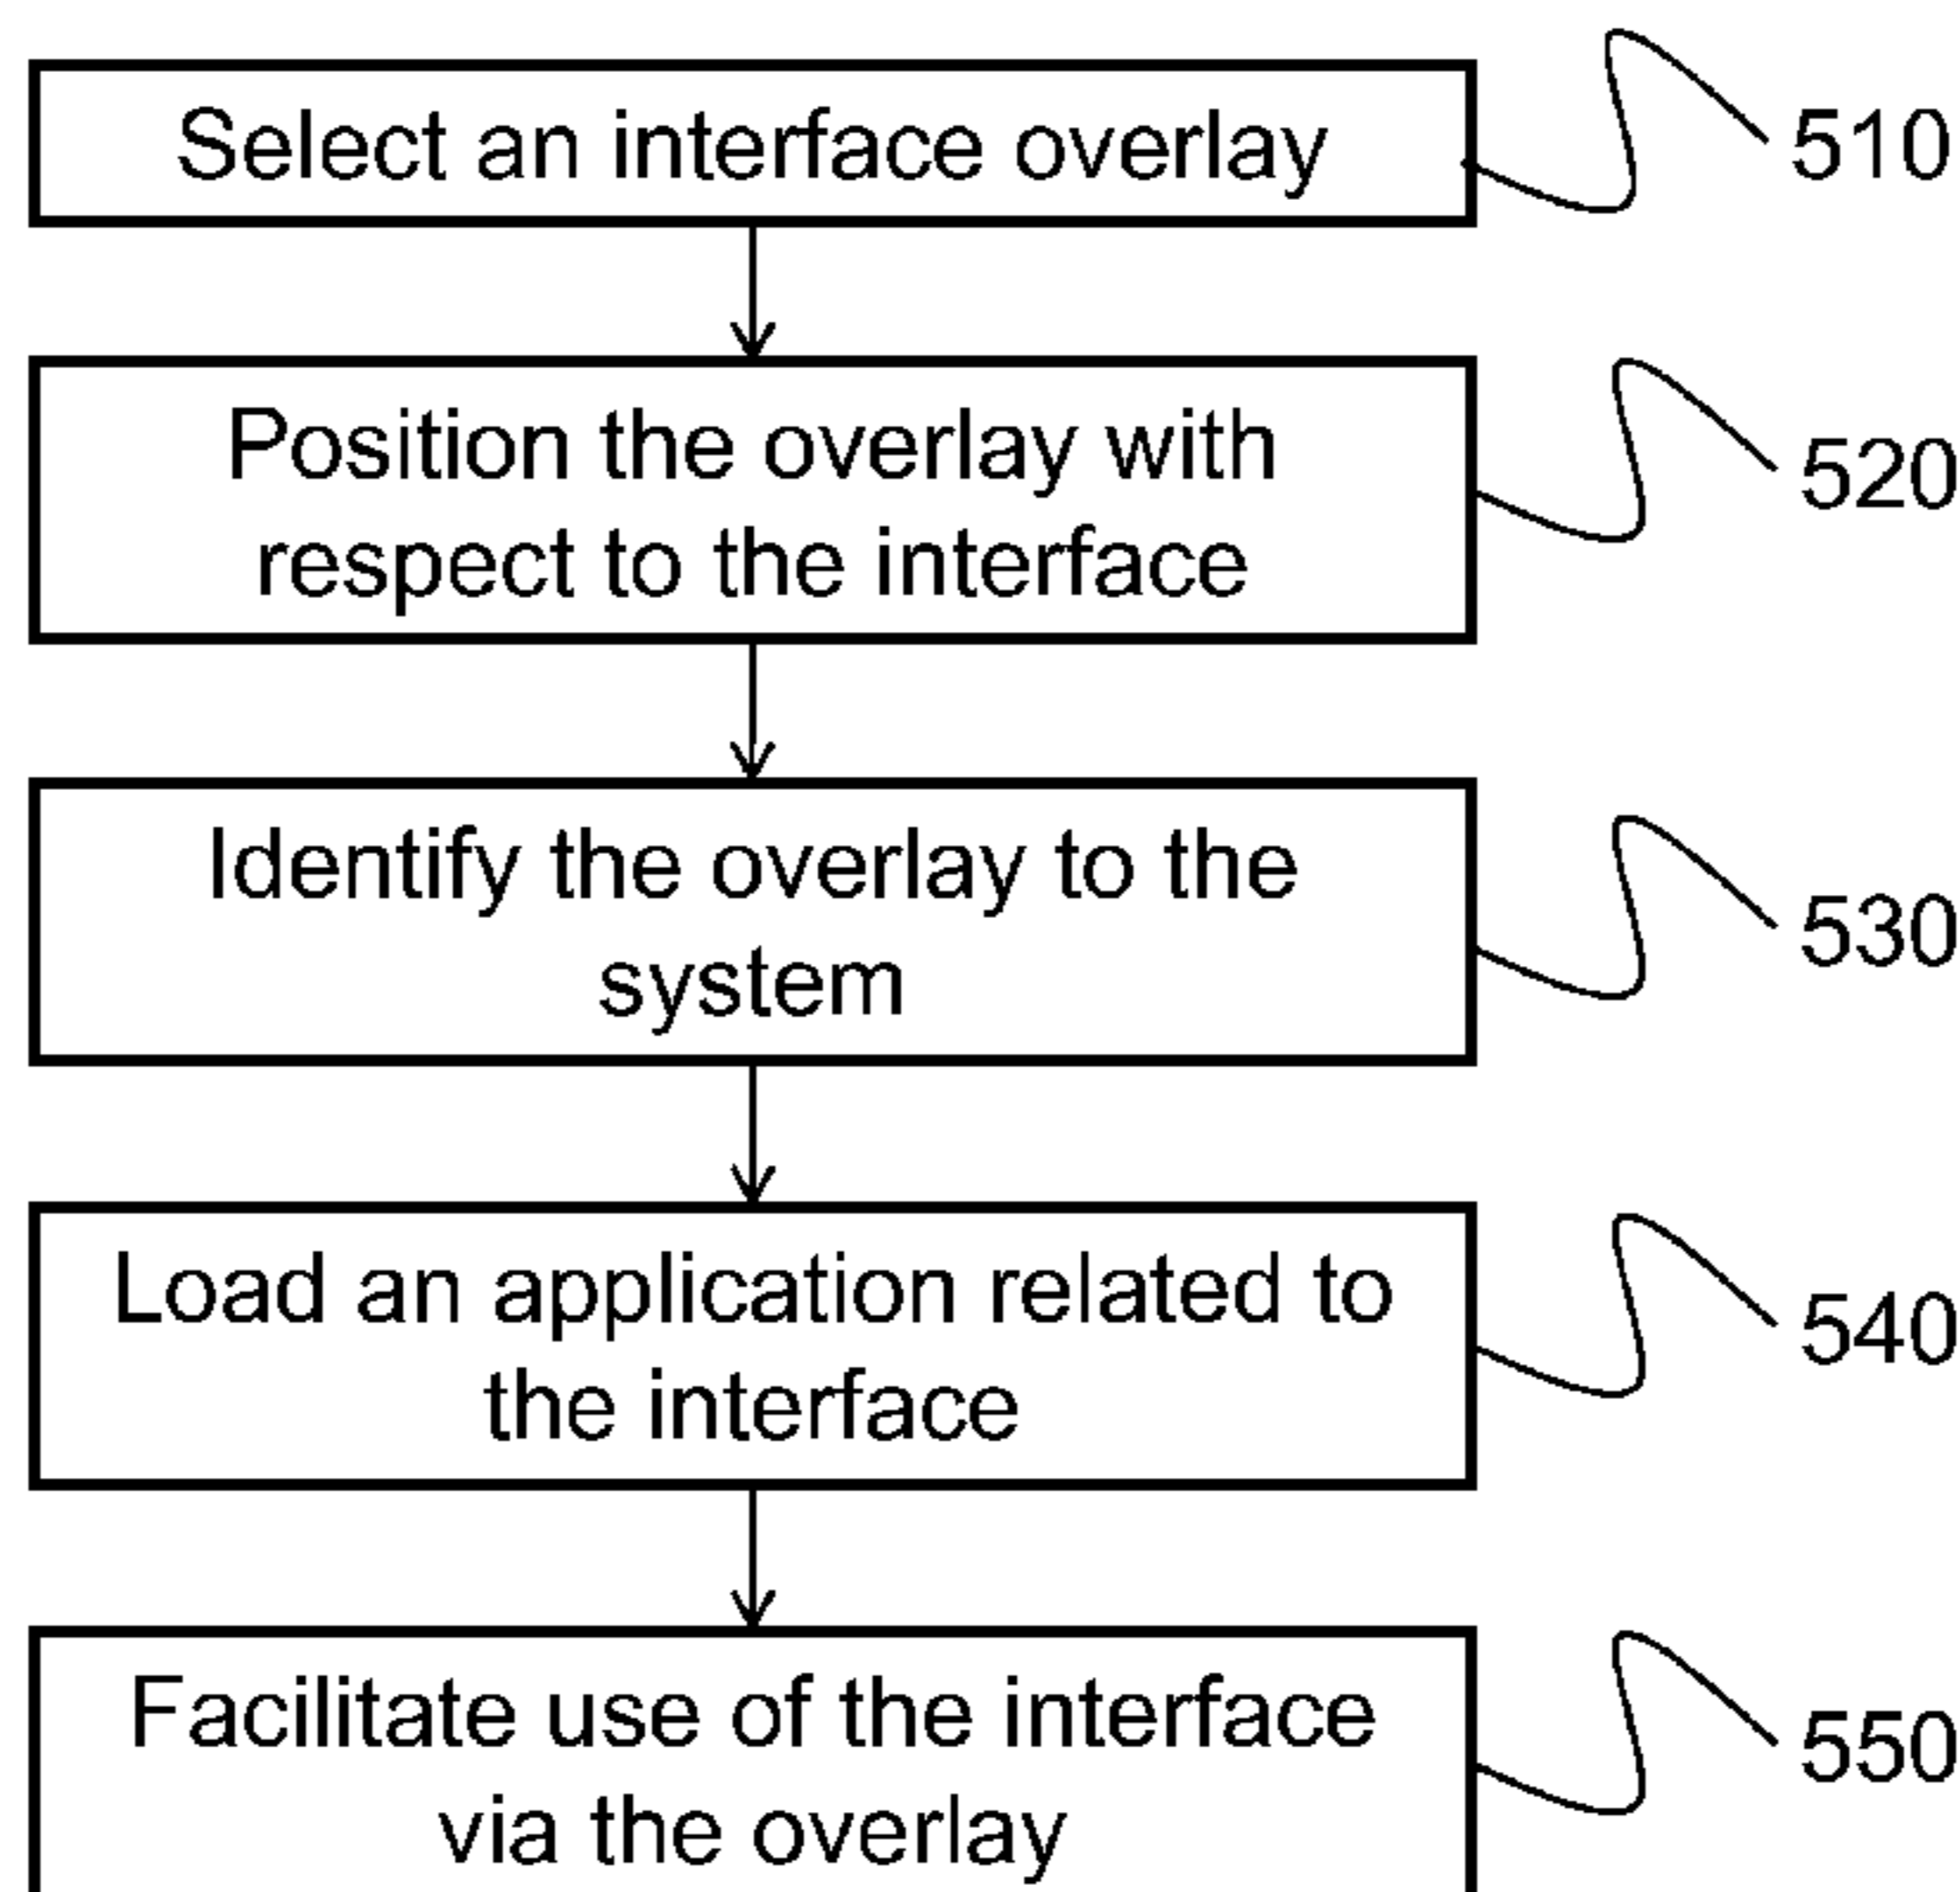 Select an interface overlay
510
Position the overlay with
respect to the interface
520
Identify the overlay to the
system
530
Load an application related to
the interface
540
Facilitate use of the interface
via the overlay
550